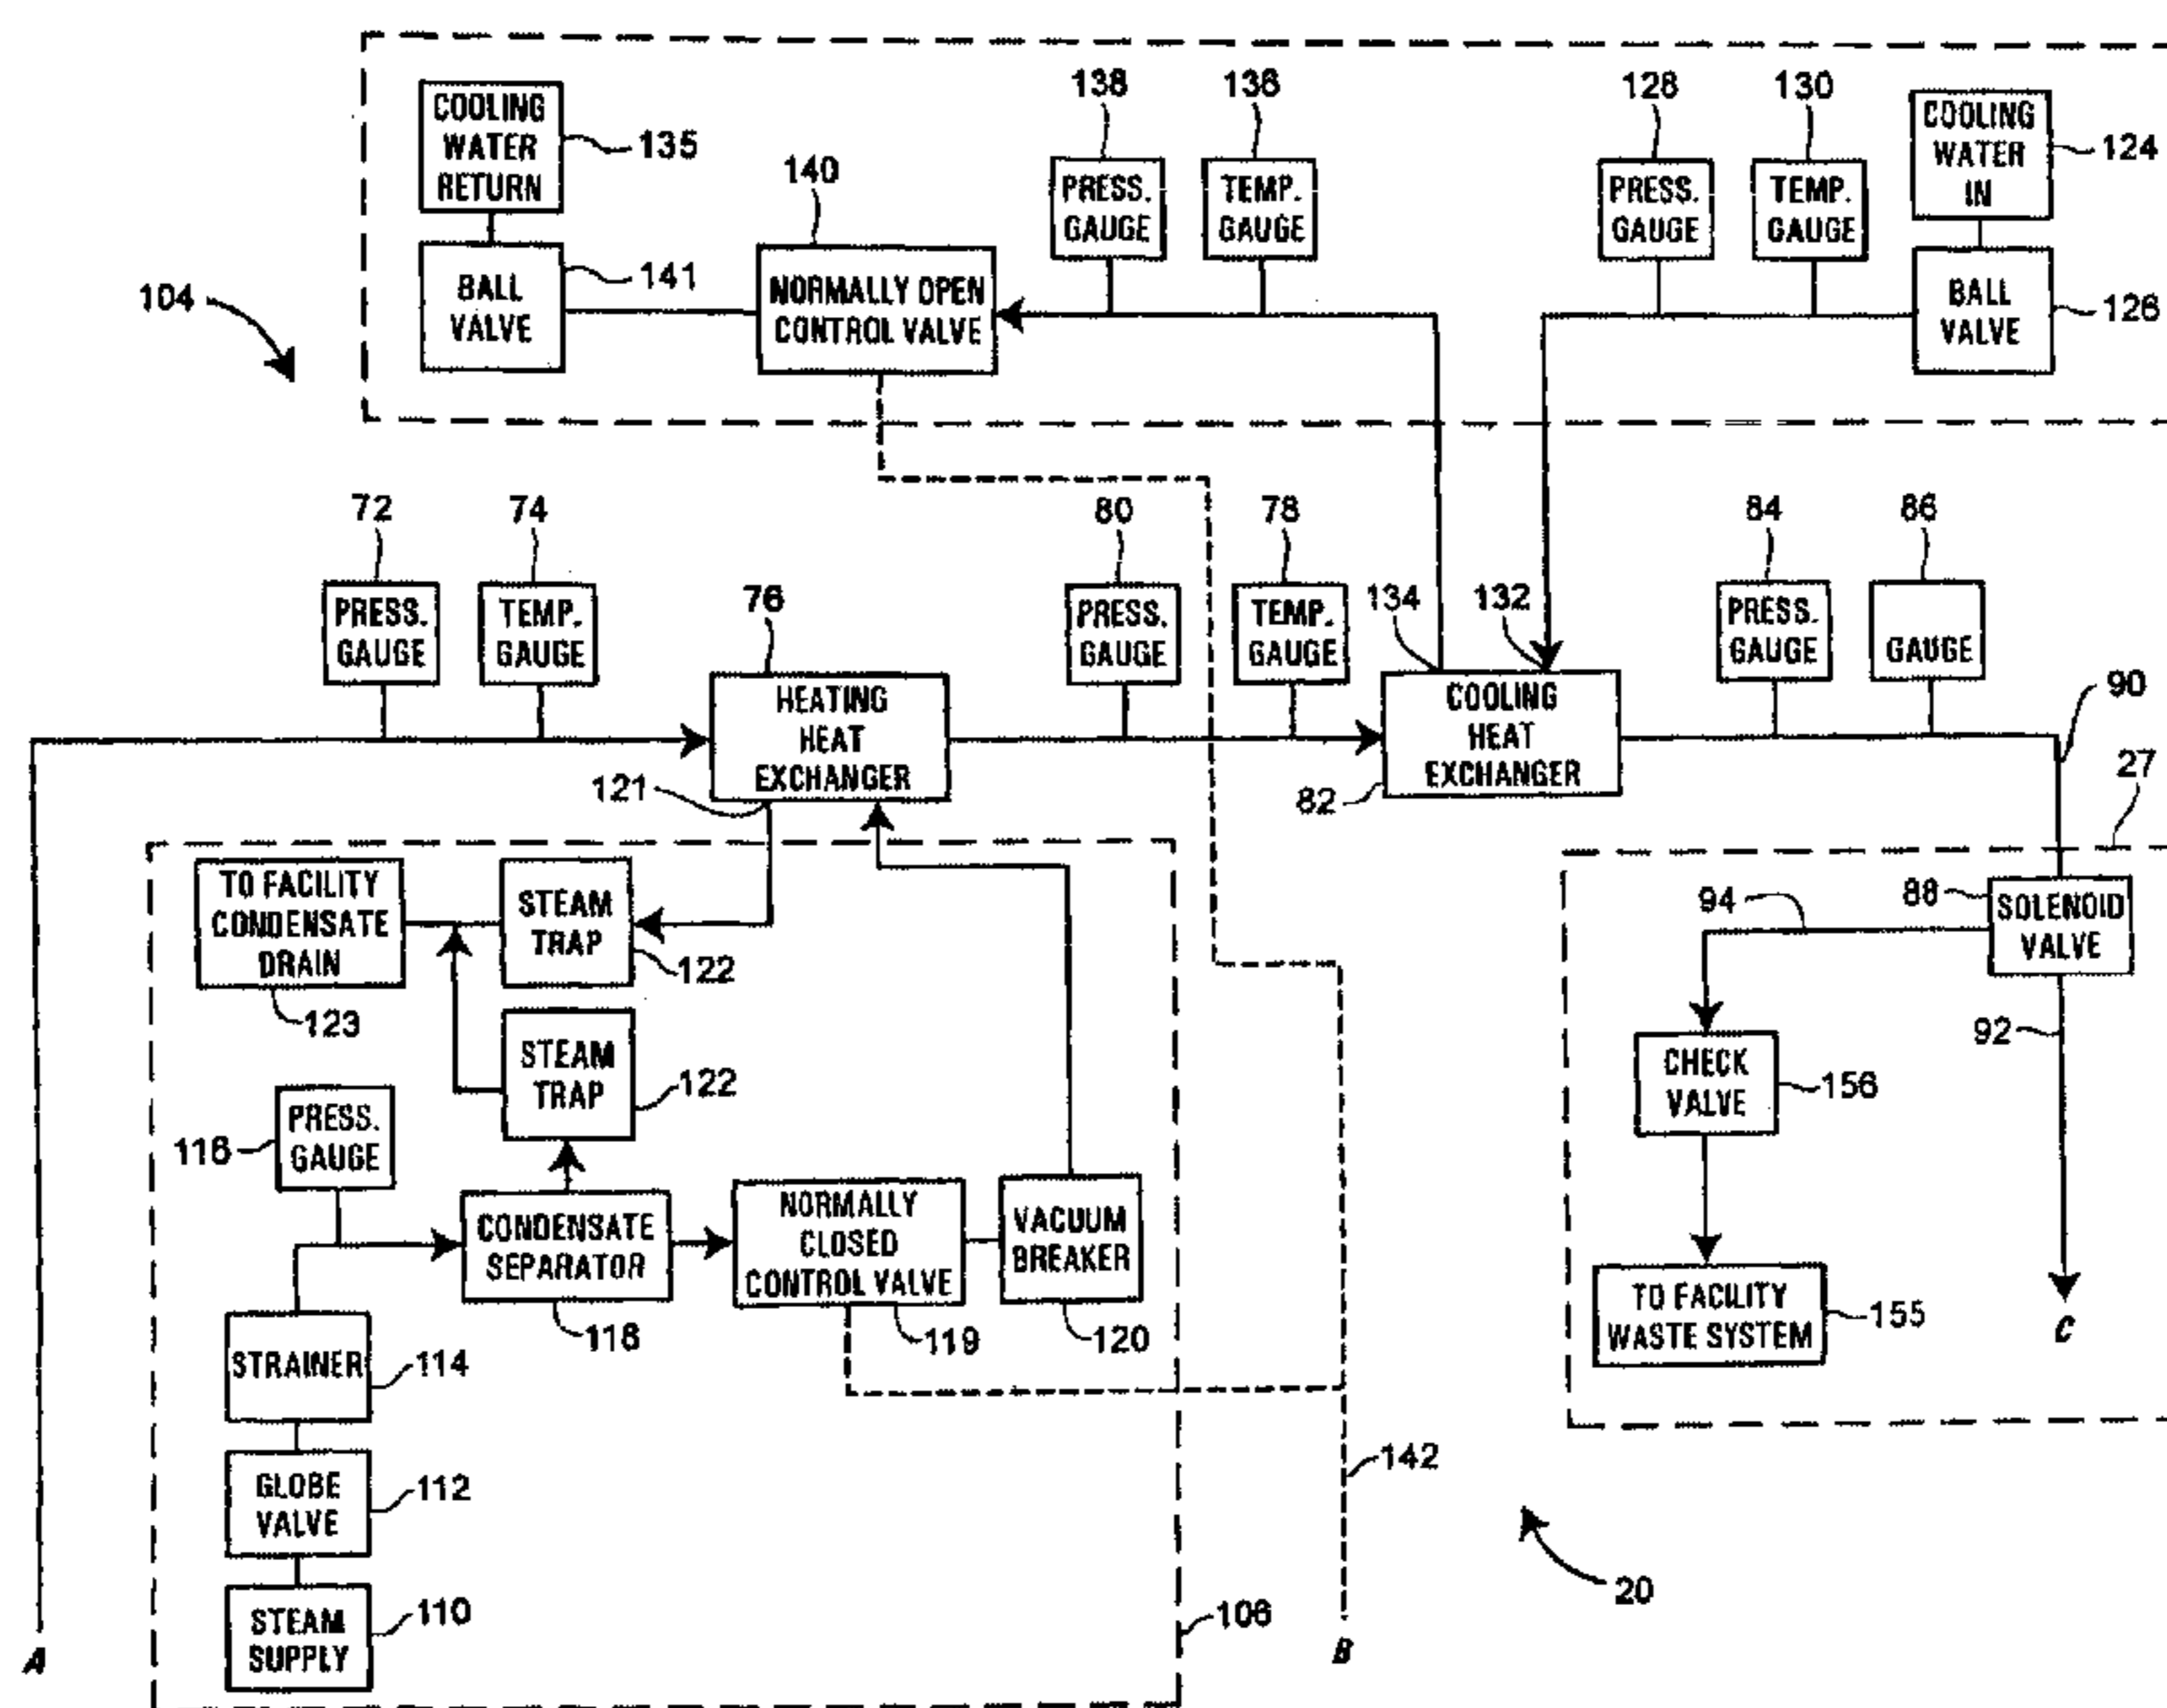 COOLING
WATER
RETURN
135
138
PRESS.
GAUGE
136
TEMP.
GAUGE
128
PRESS.
GAUGE
130
TEMP.
GAUGE
COOLING
WATER
IN
124
104
BALL
VALVE
141
140
NORMALLY OPEN
CONTROL VALVE
BALL
VALVE
126
72
PRESS.
GAUGE
74
TEMP.
GAUGE
76
HEATING
HEAT
EXCHANGER
121
80
PRESS.
GAUGE
78
TEMP.
GAUGE
134
132
COOLING
HEAT
EXCHANGER
82
84
PRESS.
GAUGE
86
GAUGE
90
27
TO FACILITY
CONDENSATE
DRAIN
123
STEAM
TRAP
122
STEAM
TRAP
122
94
88
SOLENOID
VALVE
92
CHECK
VALVE
156
TO FACILITY
WASTE SYSTEM
155
C
116
PRESS.
GAUGE
CONDENSATE
SEPARATOR
118
NORMALLY
CLOSED
CONTROL VALVE
119
VACUUM
BREAKER
120
STRAINER
114
GLOBE
VALVE
112
STEAM
SUPPLY
110
142
20
106
A
B